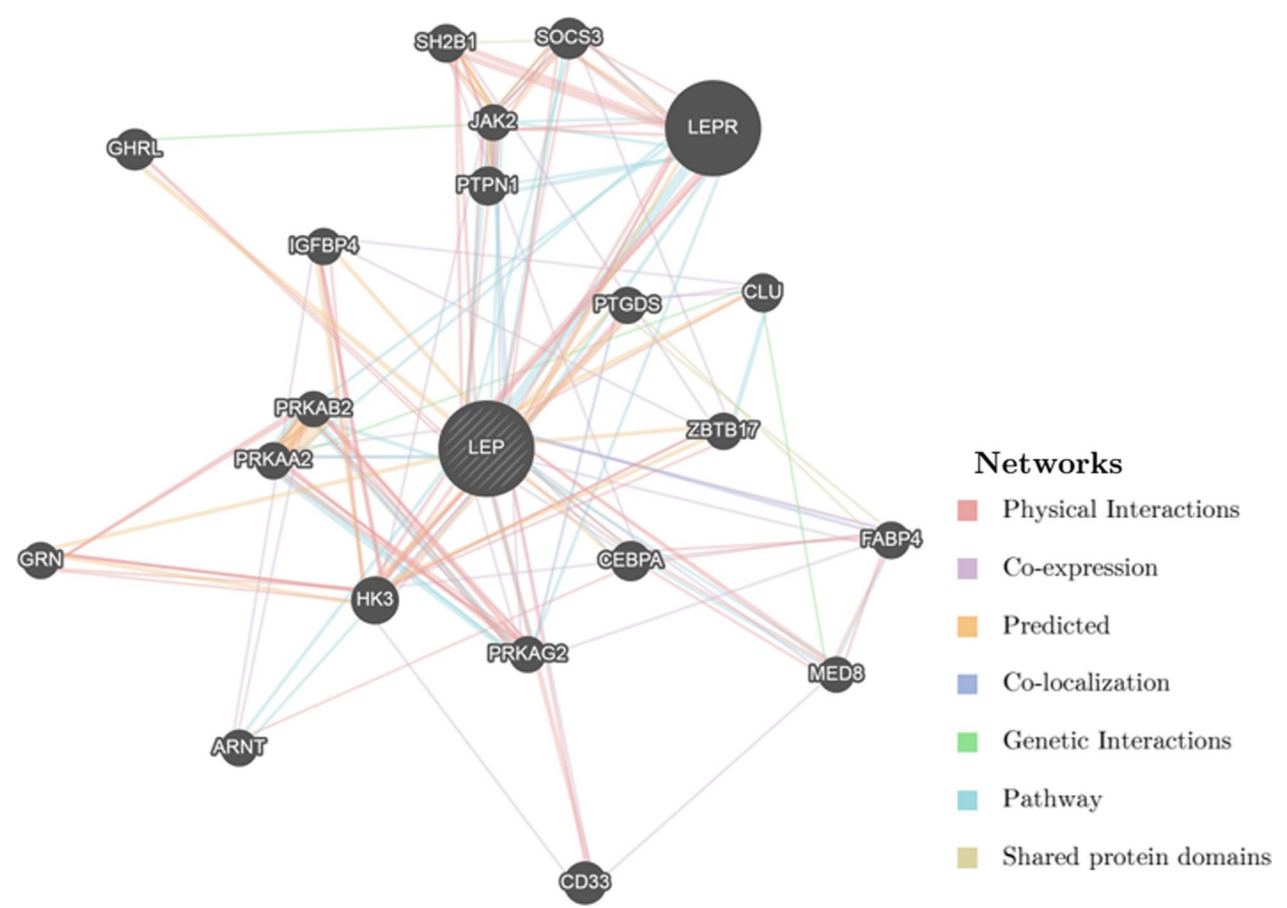 SH2B1
SOCS3
JAK2
LEPR
GHRL
PTPN1
IGFBP4
CLU
PTGDS
PRKAB2
ZBTB17
LEP
PRKAA2
Networks
Physical Interactions
FABP4
GRN
CEBPA
Co-expression
HK3
Predicted
PRKAG2
MED8
Co-localization
ARNT
Genetic Interactions
Pathway
Shared protein domains
CD33